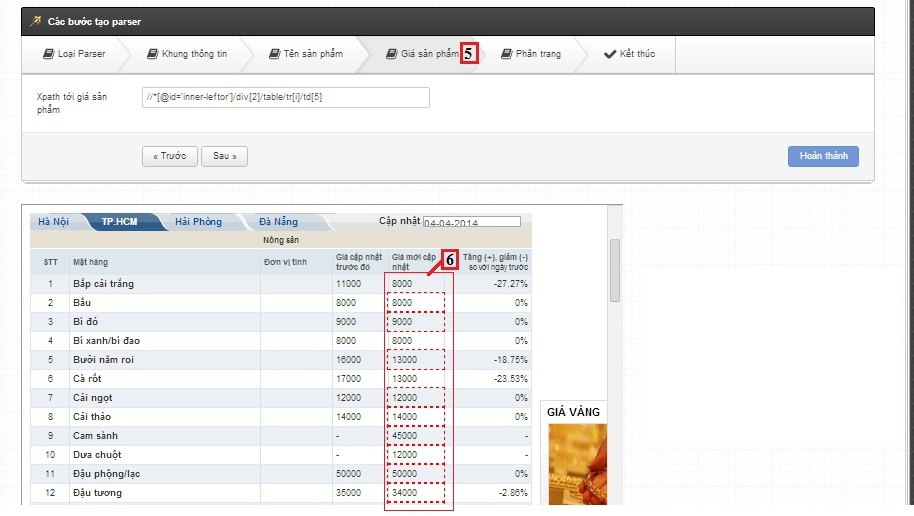 Các bước tạo parser
Loại Parser Khung thông tin Tên sản phẩm Giá sản phẩm 5 Phân trang Kết thúc
Xpath tới giá sản phẩm
//*[@id='inner-leftor']/div[2]/table/tr[i]/td[5]
« Trước Sau » Hoàn thành
Hà Nội TP.HCM Hải Phòng Đà Nẵng Cập nhật 04-04-2014
Nông sản
STT Mặt hàng Đơn vị tính Giá cập nhật trước đó Giá mới cập nhật 6 Tăng (+), giảm (-) so với ngày trước
1 Bắp cải trắng 11000 8000 -27.27%
2 Bầu 8000 8000 0%
3 Bí đỏ 9000 9000 0%
4 Bí xanh/bí đao 8000 8000 0%
5 Bưởi năm roi 16000 13000 -18.75%
6 Cà rốt 17000 13000 -23.53%
7 Cải ngọt 12000 12000 0%
8 Cải thảo 14000 14000 0%
9 Cam sành - 45000 -
10 Dưa chuột - 12000 -
11 Đậu phộng/lạc 50000 50000 0%
12 Đậu tương 35000 34000 -2.86%
GIÁ VÀNG